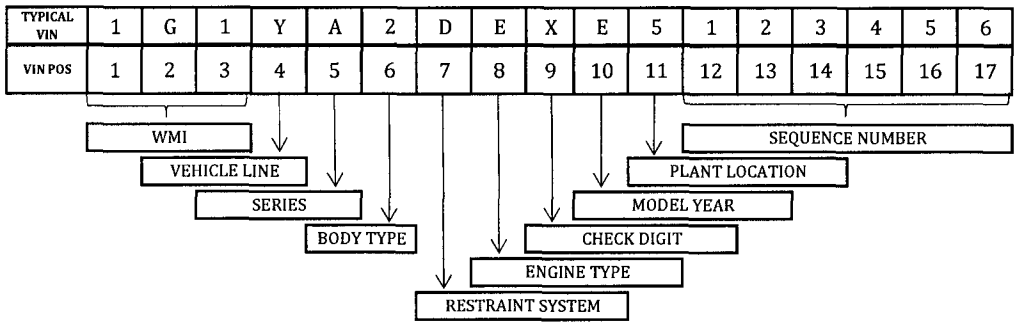 TYPICAL VIN 1 G 1 Y A 2 D E X E 5 1 2 3 4 5 6
VIN POS 1 2 3 4 5 6 7 8 9 10 11 12 13 14 15 16 17
WMI SEQUENCE NUMBER
VEHICLE LINE PLANT LOCATION
SERIES MODEL YEAR
BODY TYPE CHECK DIGIT
ENGINE TYPE
RESTRAINT SYSTEM